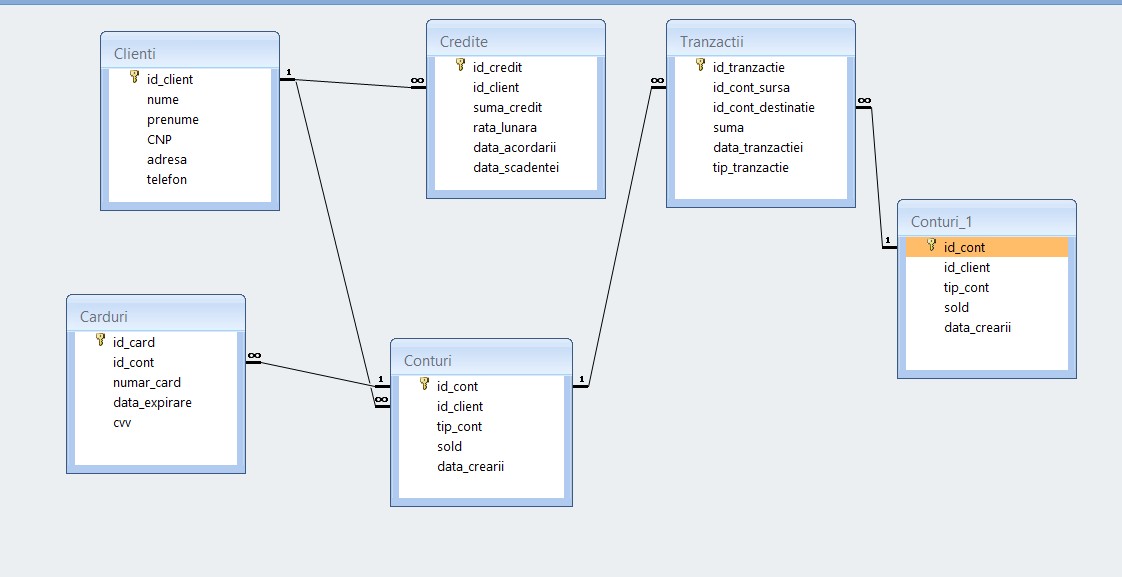 Clienti
id_client
nume
prenume
CNP
adresa
telefon
1
∞
Credite
id_credit
id_client
suma_credit
rata_lunara
data_acordarii
data_scadentei
Tranzactii
id_tranzactie
id_cont_sursa
id_cont_destinatie
suma
data_tranzactiei
tip_tranzactie
∞
∞
1
Conturi_1
id_cont
id_client
tip_cont
sold
data_crearii
Carduri
id_card
id_cont
numar_card
data_expirare
cvv
∞
1
∞
Conturi
id_cont
id_client
tip_cont
sold
data_crearii
1